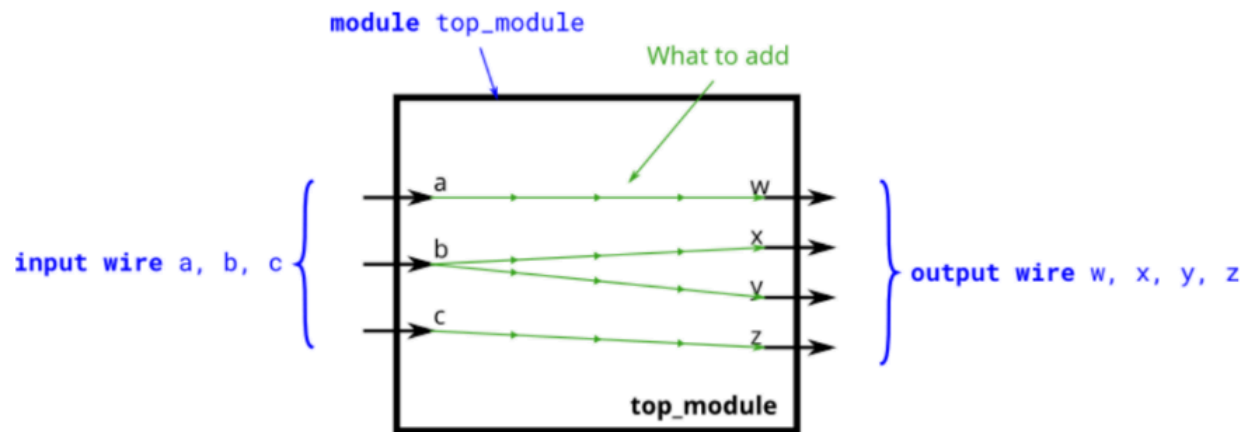 module top_module
What to add
a
w
x
b
input wire a, b, c
output wire w, x, y, z
y
c
z
top_module